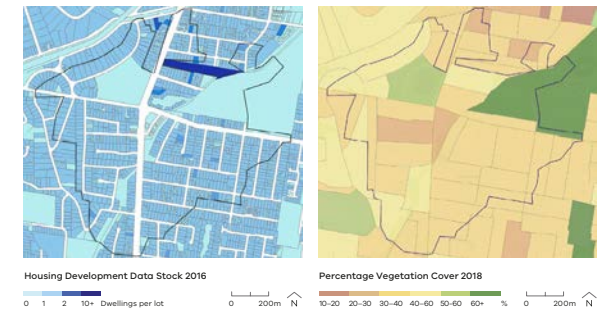 Housing Development Data Stock 2016
0 1 2 10+ Dwellings per lot
0 200m N
Percentage Vegetation Cover 2018
10-20 20-30 30-40 40-60 50-60 60+ %
0 200m N